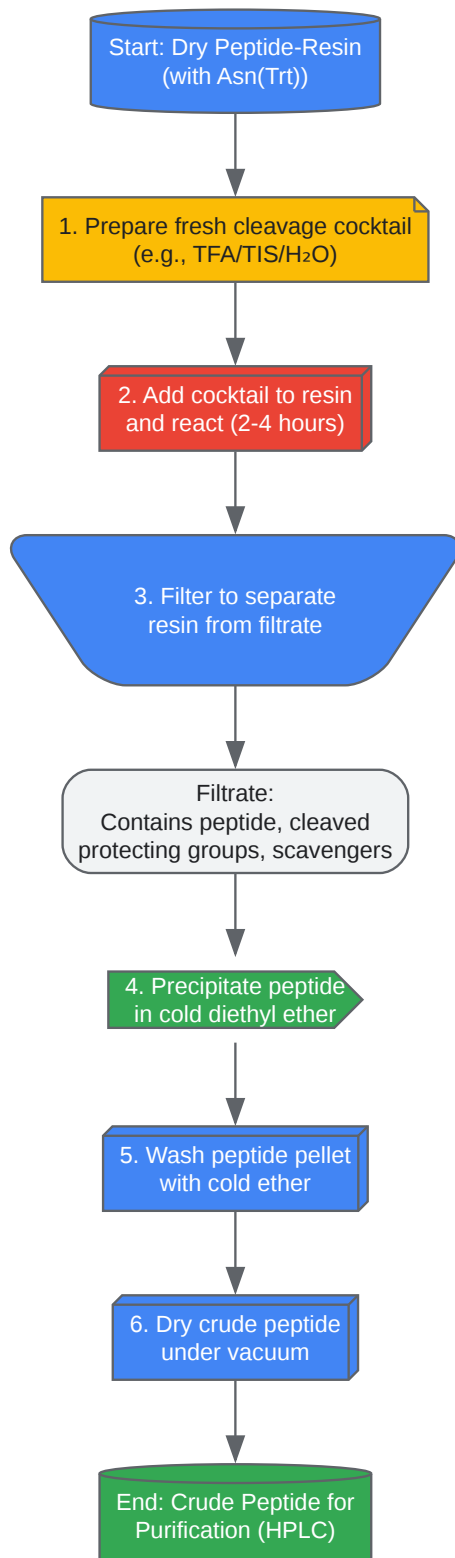 Start: Dry Peptide-Resin
(with Asn(Trt))
1. Prepare fresh cleavage cocktail
(e.g., TFA/TIS/H₂O)
2. Add cocktail to resin
and react (2-4 hours)
3. Filter to separate
resin from filtrate
Filtrate:
Contains peptide, cleaved
protecting groups, scavengers
4. Precipitate peptide
in cold diethyl ether
5. Wash peptide pellet
with cold ether
6. Dry crude peptide
under vacuum
End: Crude Peptide for
Purification (HPLC)